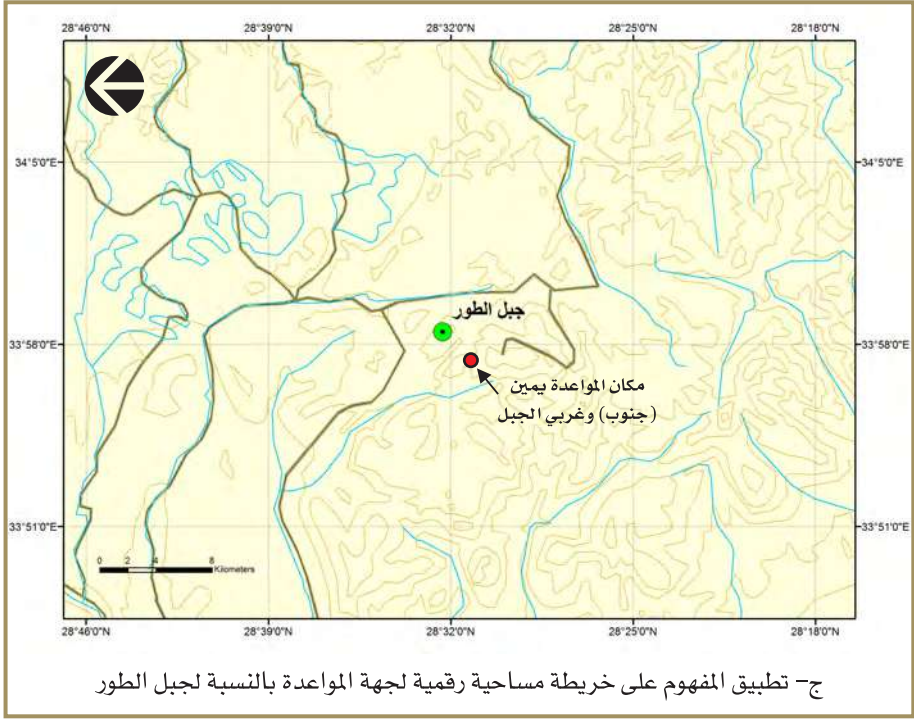 28°46'0"N 28°39'0"N 28°32'0"N 28°25'0"N 28°18'0"N
34°5'0"E 34°5'0"E
جبل الطور
33°58'0"E 33°58'0"E
مكان المواعدة يمين
(جنوب) وغربي الجبل
33°51'0"E 33°51'0"E
0 2 4 8
Kilometers
28°46'0"N 28°39'0"N 28°32'0"N 28°25'0"N 28°18'0"N
ج- تطبيق المفهوم على خريطة مساحية رقمية لجهة المواعدة بالنسبة لجبل الطور